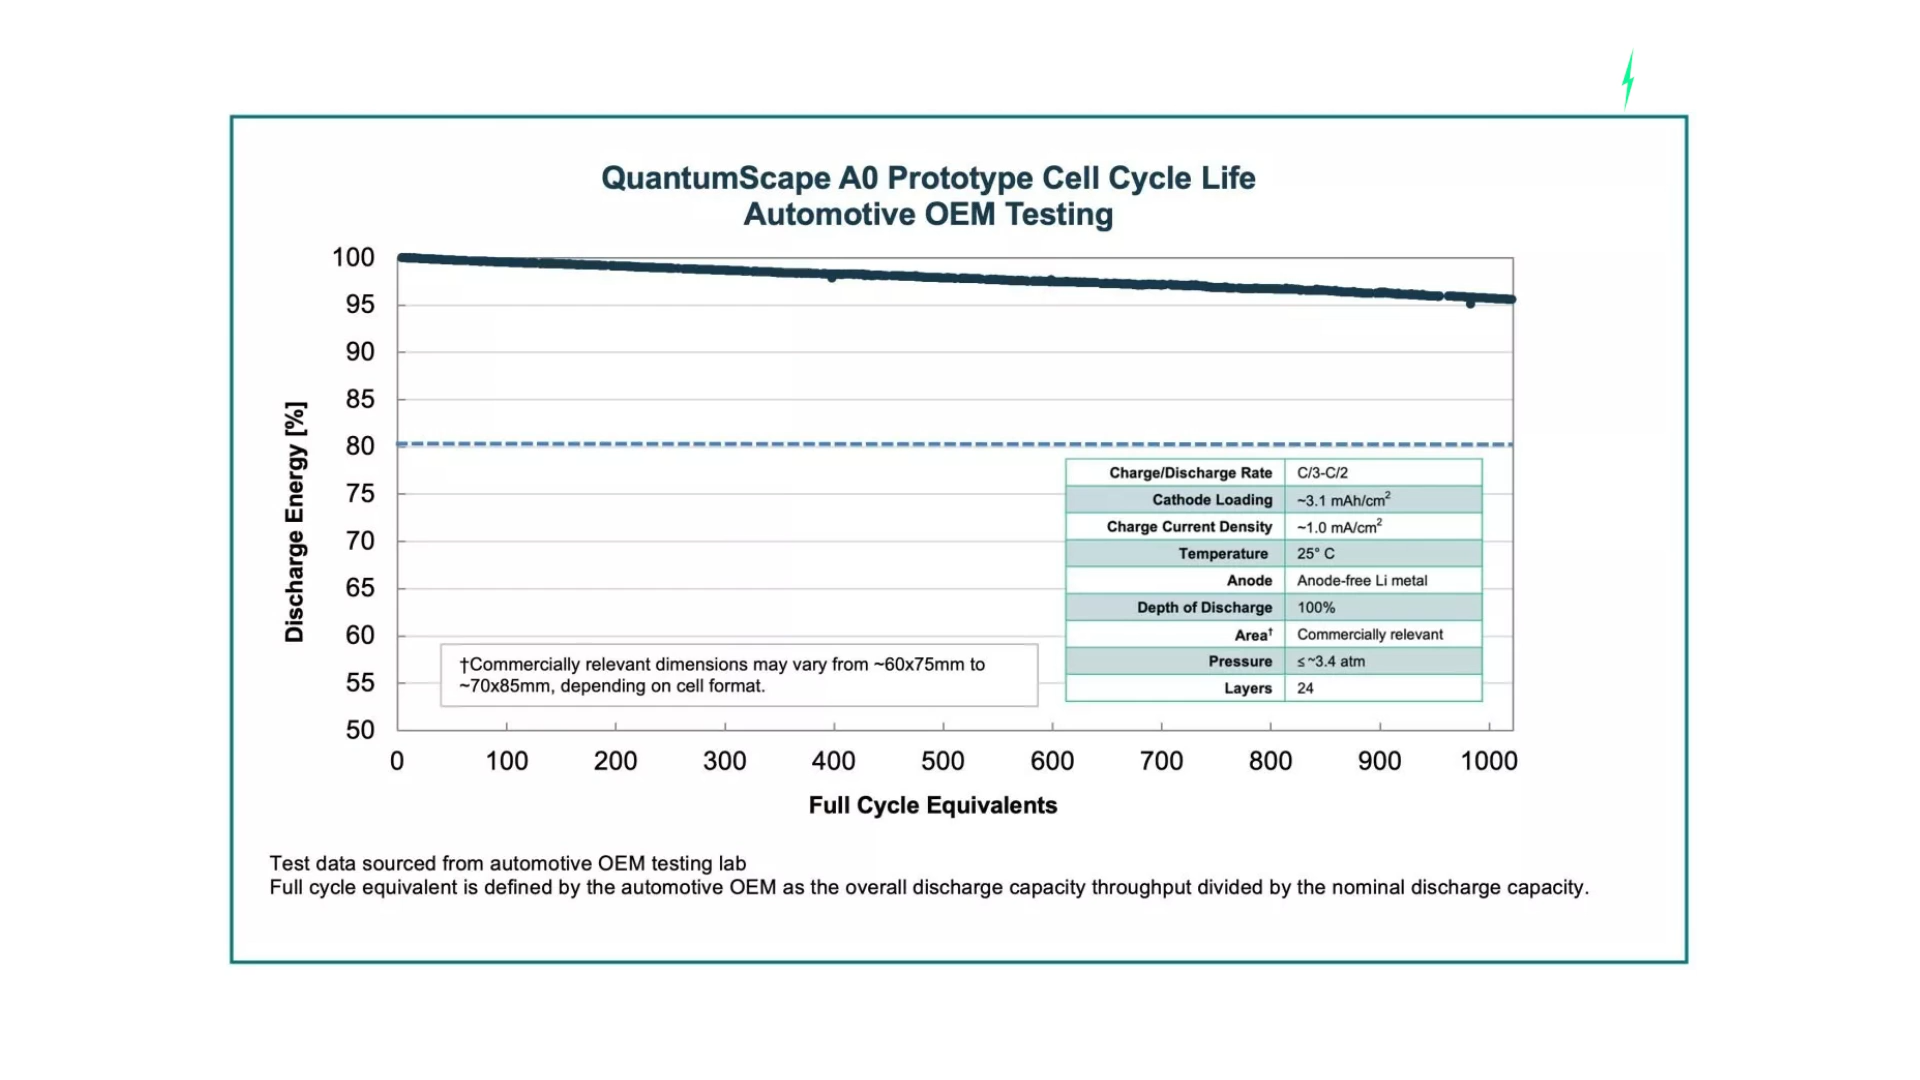 QuantumScape A0 Prototype Cell Cycle Life
Automotive OEM Testing
100
95
90
85
80
75
70
65
60
55
50
Discharge Energy [%]
Charge/Discharge Rate C/3-C/2
Cathode Loading ~3.1 mAh/cm²
Charge Current Density ~1.0 mA/cm²
Temperature 25° C
Anode Anode-free Li metal
Depth of Discharge 100%
Area† Commercially relevant
Pressure ≤ ~3.4 atm
Layers 24
†Commercially relevant dimensions may vary from ~60x75mm to
~70x85mm, depending on cell format.
0 100 200 300 400 500 600 700 800 900 1000
Full Cycle Equivalents
Test data sourced from automotive OEM testing lab
Full cycle equivalent is defined by the automotive OEM as the overall discharge capacity throughput divided by the nominal discharge capacity.